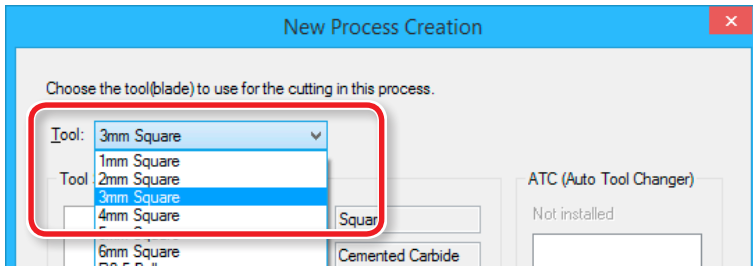 New Process Creation
Choose the tool(blade) to use for the cutting in this process.
Tool: 3mm Square
1mm Square
2mm Square
Tool
3mm Square
ATC (Auto Tool Changer)
4mm Square
Square
Not installed
6mm Square
Cemented Carbide